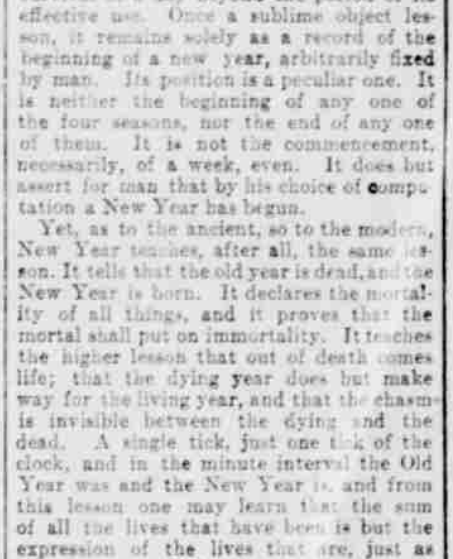 effective use. Once a sublime object les-
son, it remains solely as a record of the
beginning of a new year, arbitrarily fixed
by man. Its position is a peculiar one. It
is neither the beginning of any one of
the four seasons, nor the end of any one
of them. It is not the commencement,
necessarily, of a week, even. It does but
assert for man that by his choice of compu-
tation a New Year has begun.
Yet, as to the ancient, so to the modern,
New Year teaches, after all, the same les-
son. It tells that the old year is dead, and the
New Year is born. It declares the mortal-
ity of all things, and it proves that the
mortal shall put on immortality. It teaches
the higher lesson that out of death comes
life; that the dying year does but make
way for the living year, and that the chasm
is invisible between the dying and the
dead. A single tick, just one tick of the
clock, and in the minute interval the Old
Year was and the New Year is, and from
this lesson one may learn that the sum
of all the lives that have been is but the
expression of the lives that are, just as